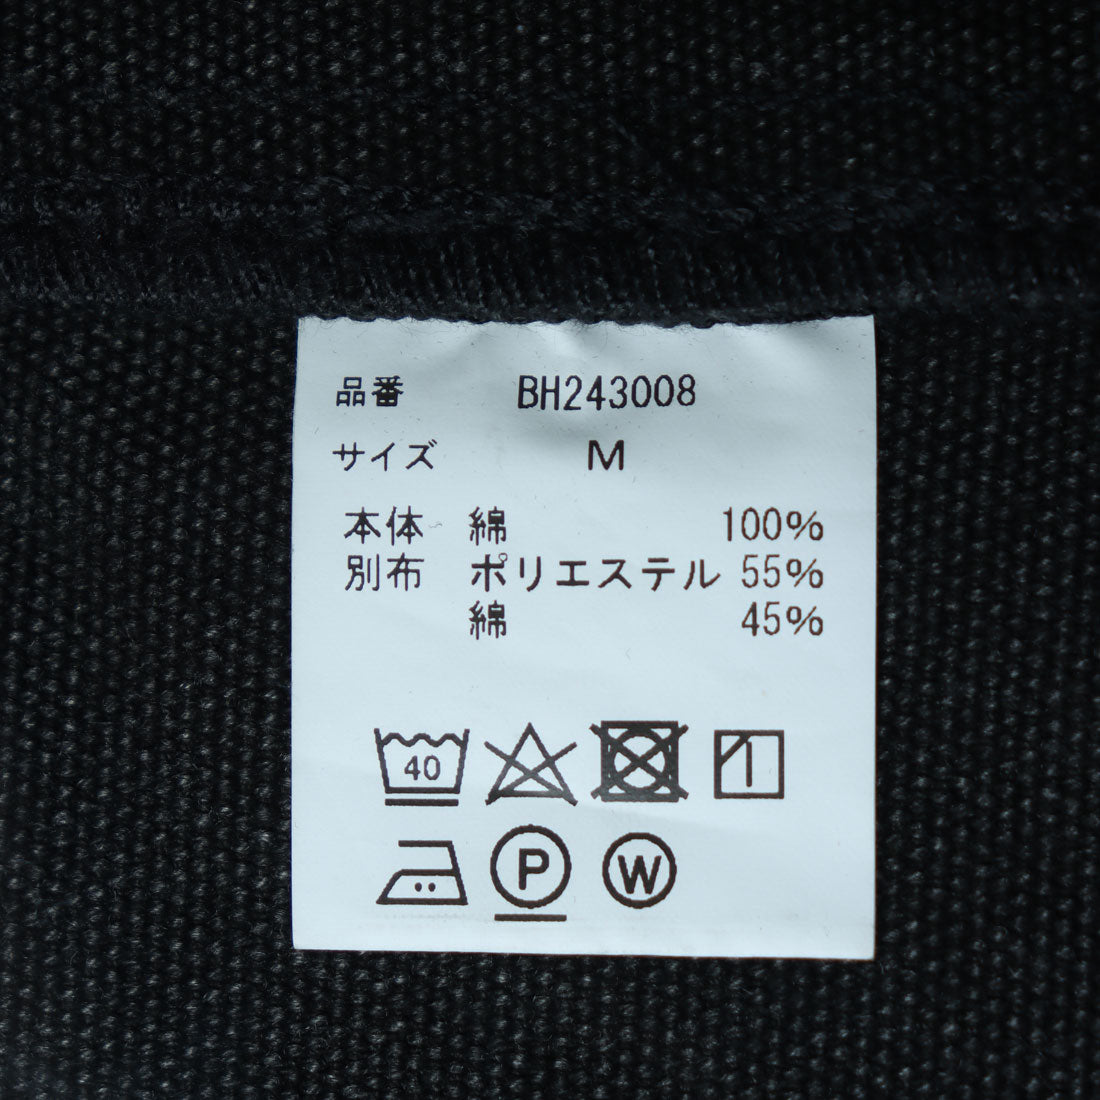 品番 BH243008
サイズ M
本体 綿 100%
別布 ポリエステル 55%
綿 45%
40
P W